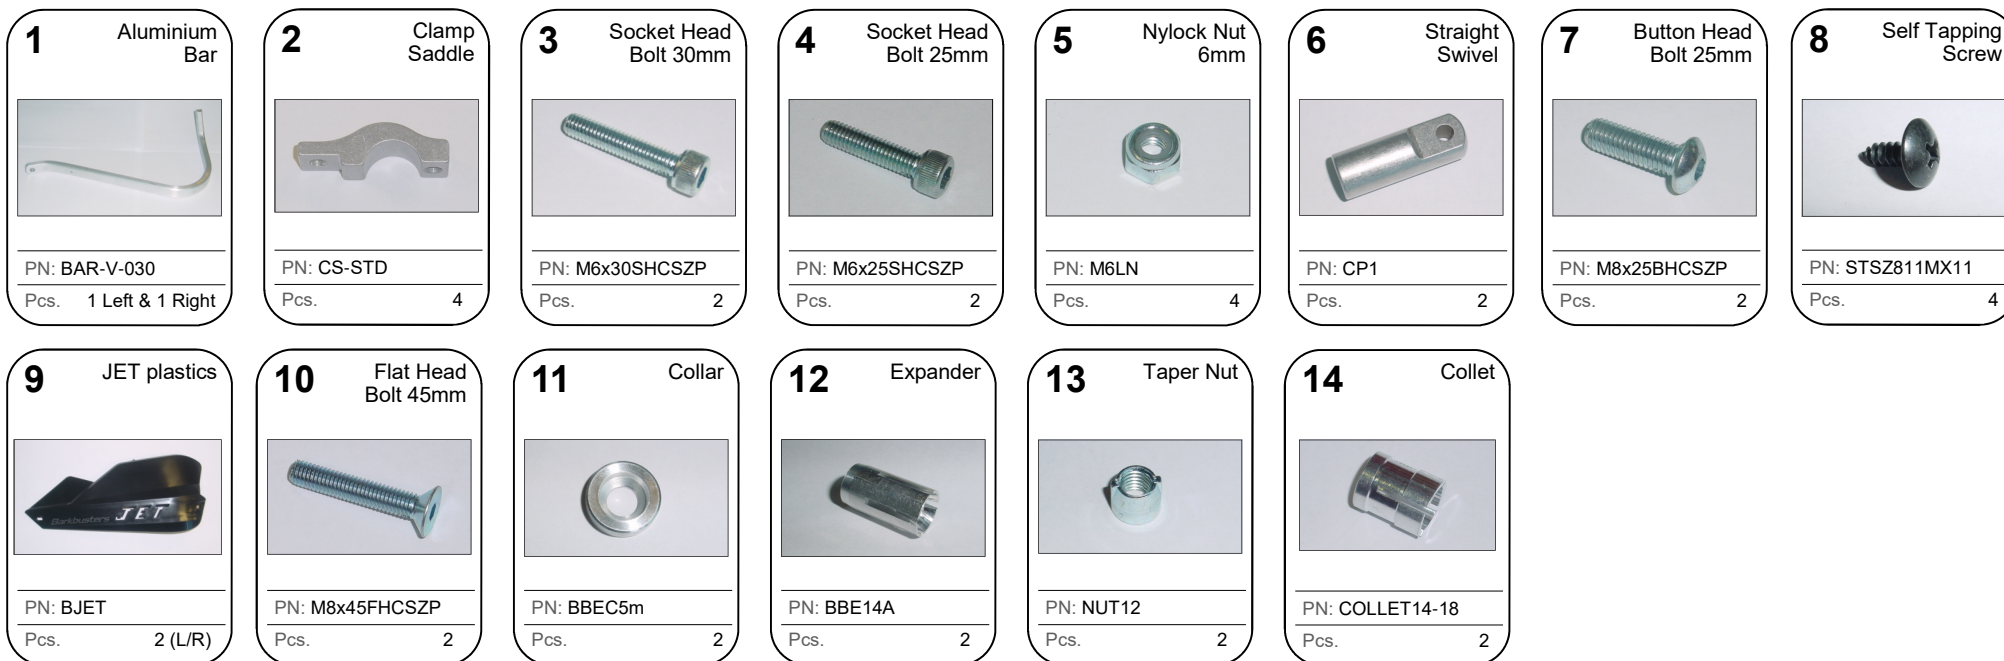 1 Aluminium
Bar
PN: BAR-V-030
Pcs. 1 Left & 1 Right
2 Clamp
Saddle
PN: CS-STD
Pcs. 4
3 Socket Head
Bolt 30mm
PN: M6x30SHCSZP
Pcs. 2
4 Socket Head
Bolt 25mm
PN: M6x25SHCSZP
Pcs. 2
5 Nylock Nut
6mm
PN: M6LN
Pcs. 4
6 Straight
Swivel
PN: CP1
Pcs. 2
7 Button Head
Bolt 25mm
PN: M8x25BHCSZP
Pcs. 2
8 Self Tapping
Screw
PN: STSZ811MX11
Pcs. 4
9 JET plastics
Barkbusters JET
PN: BJET
Pcs. 2 (L/R)
10 Flat Head
Bolt 45mm
PN: M8x45FHCSZP
Pcs. 2
11 Collar
PN: BBEC5m
Pcs. 2
12 Expander
PN: BBE14A
Pcs. 2
13 Taper Nut
PN: NUT12
Pcs. 2
14 Collet
PN: COLLET14-18
Pcs. 2